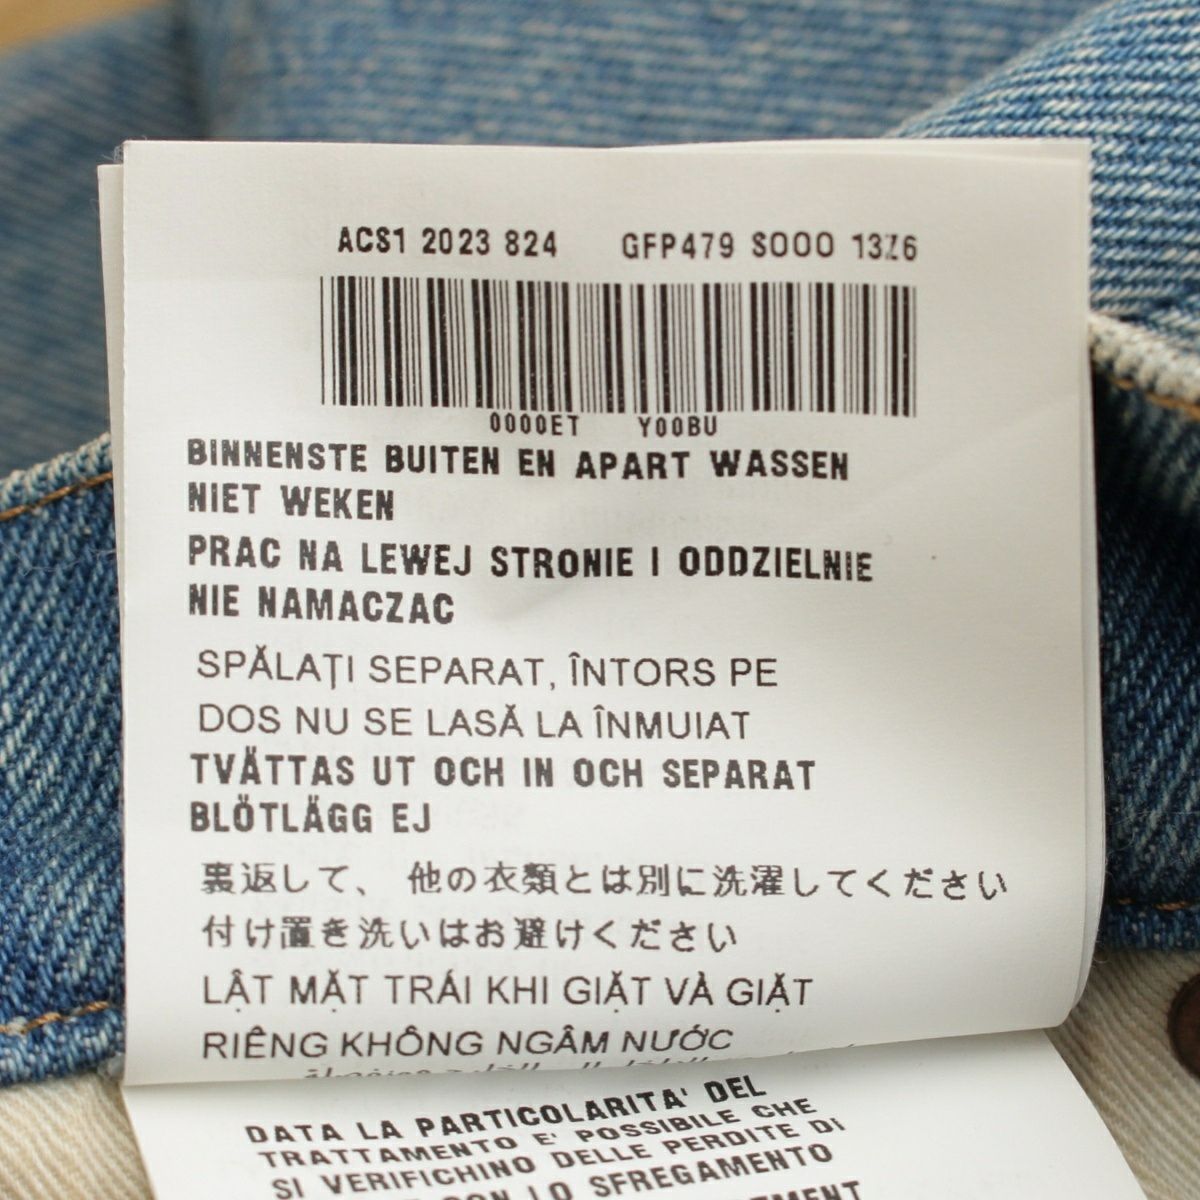 ACS1 2023 824 GFP479 S000 1326
0000ET Y00BU
BINNENSTE BUITEN EN APART WASSEN
NIET WEKEN
PRAC NA LEWEJ STRONIE I ODDZIELNIE
NIE NAMACZAC
SPĂLAȚI SEPARAT, ÎNTORS PE
DOS NU SE LASĂ LA ÎNMUIAT
TVÄTTAS UT OCH IN OCH SEPARAT
BLÖTLÄGG EJ
裏返して、 他の衣類とは別に洗濯してください
付け置き洗いはお避けください
LẬT MẶT TRÁI KHI GIẶT VÀ GIẶT
RIÊNG KHÔNG NGÂM NƯỚC
DATA LA PARTICOLARITA' DEL
TRATTAMENTO E' POSSIBILE CHE
SI VERIFICHINO DELLE PERDITE DI
CON LO SFREGAMENTO